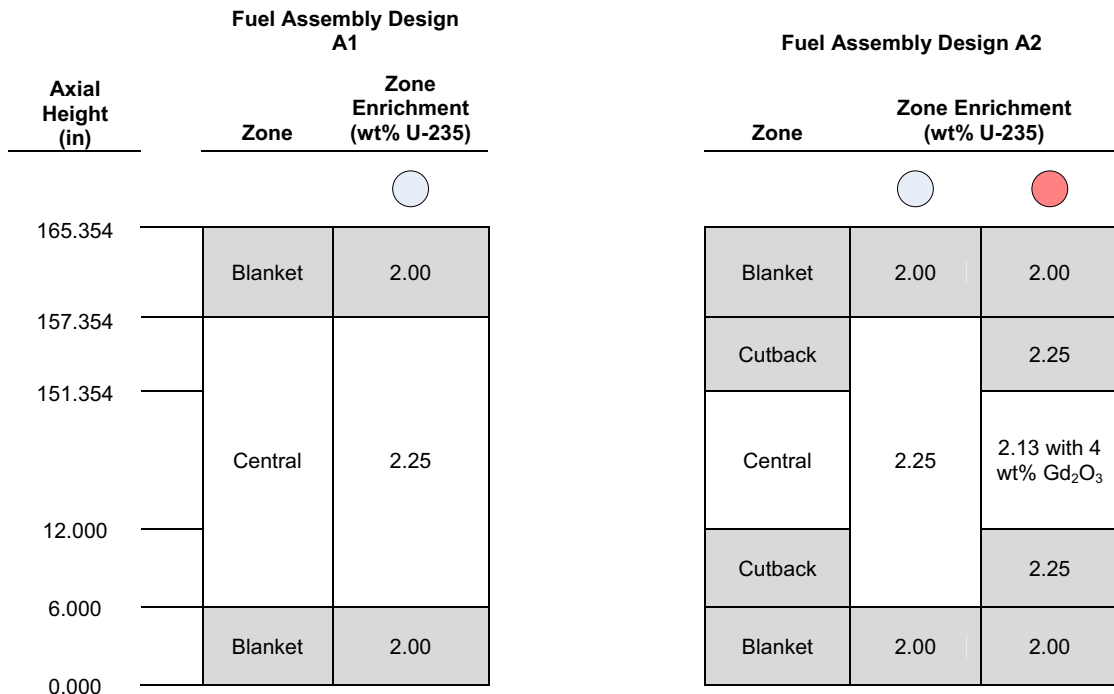 Fuel Assembly Design
A1
Fuel Assembly Design A2
Axial
Height
(in)
Zone
Zone
Enrichment
(wt% U-235)
Zone
Zone Enrichment
(wt% U-235)
165.354
Blanket 2.00 Blanket 2.00 2.00
157.354
Cutback 2.25
151.354
Central 2.25 Central 2.25 2.13 with 4
wt% Gd₂O₃
12.000
Cutback 2.25
6.000
Blanket 2.00 Blanket 2.00 2.00
0.000